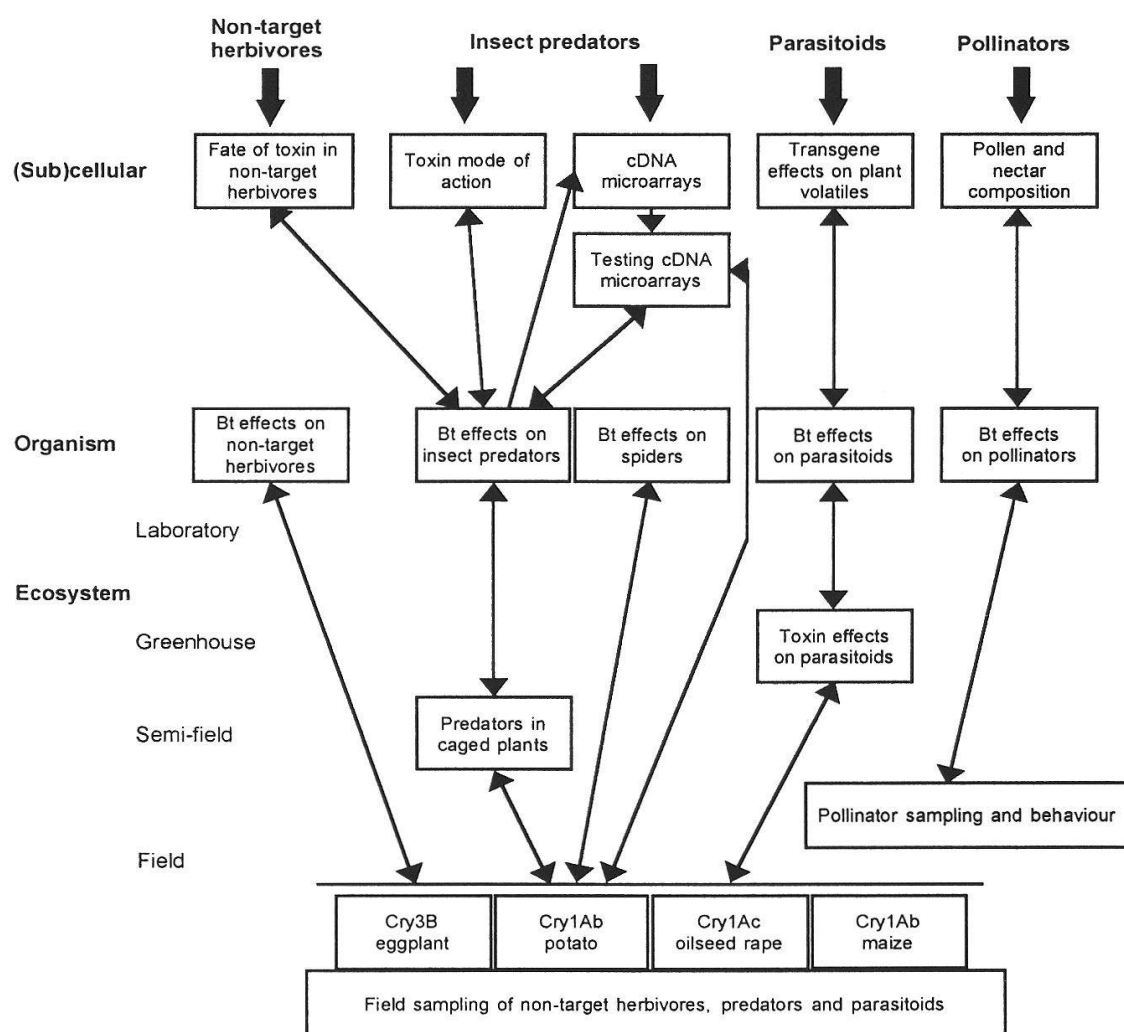 Non-target
herbivores
Insect predators
Parasitoids
Pollinators
(Sub)cellular
Fate of toxin in
non-target
herbivores
Toxin mode of
action
cDNA
microarrays
Transgene
effects on plant
volatiles
Pollen and
nectar
composition
Testing cDNA
microarrays
Organism
Bt effects on
non-target
herbivores
Bt effects on
insect predators
Bt effects on
spiders
Bt effects
on parasitoids
Bt effects
on pollinators
Laboratory
Ecosystem
Greenhouse
Toxin effects
on parasitoids
Semi-field
Predators in
caged plants
Pollinator sampling and behaviour
Field
Cry3B
eggplant
Cry1Ab
potato
Cry1Ac
oilseed rape
Cry1Ab
maize
Field sampling of non-target herbivores, predators and parasitoids